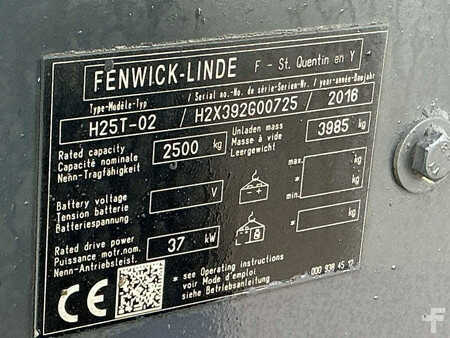 FENWICK-LINDE F - St. Quentin en Y
Type-Modèle-Typ / Serial no.-No. de série-Serien-Nr. / year-année-Baujahr
H25T-02 / H2X392G00725 / 2016
Rated capacity
Capacité nominale
Nenn-Tragfähigkeit
2500 kg
Unladen mass
Masse à vide
Leergewicht
3985 kg
Battery voltage
Tension batterie
Batteriespannung
V
max. * kg
min. * kg
Rated drive power
Puissance motr.nom.
Nenn-Antriebsleist.
37 kW
* kg
CE
* see Operating instructions
voir Mode d'emploi
siehe Betriebsanleitung
000 938 45 12
F